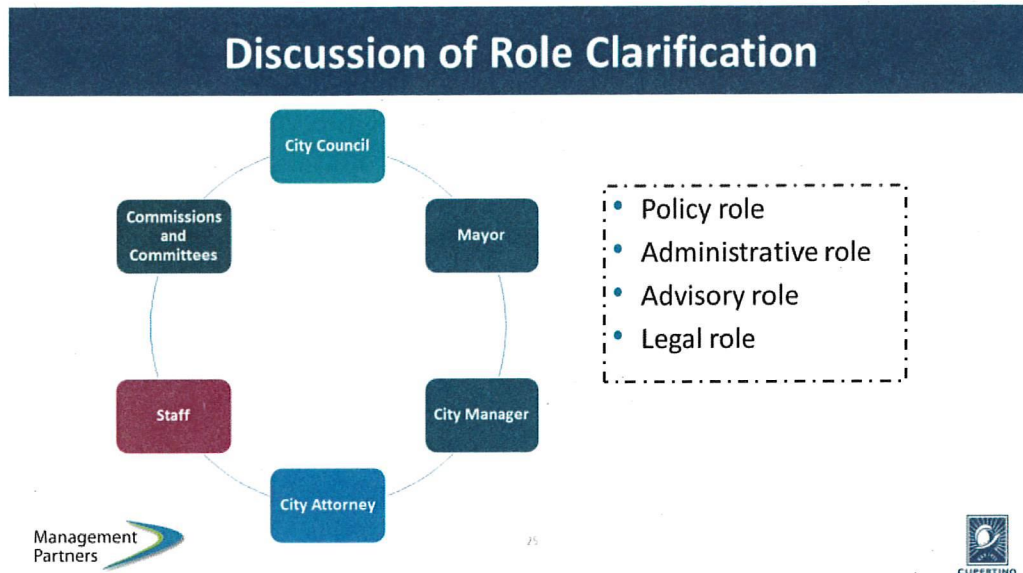 Discussion of Role Clarification
City Council
Mayor
City Manager
City Attorney
Staff
Commissions
and
Committees
• Policy role
• Administrative role
• Advisory role
• Legal role
Management
Partners
25
CUPERTINO